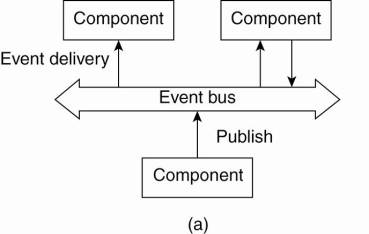 Component
Component
Event delivery
Event bus
Publish
Component
(a)